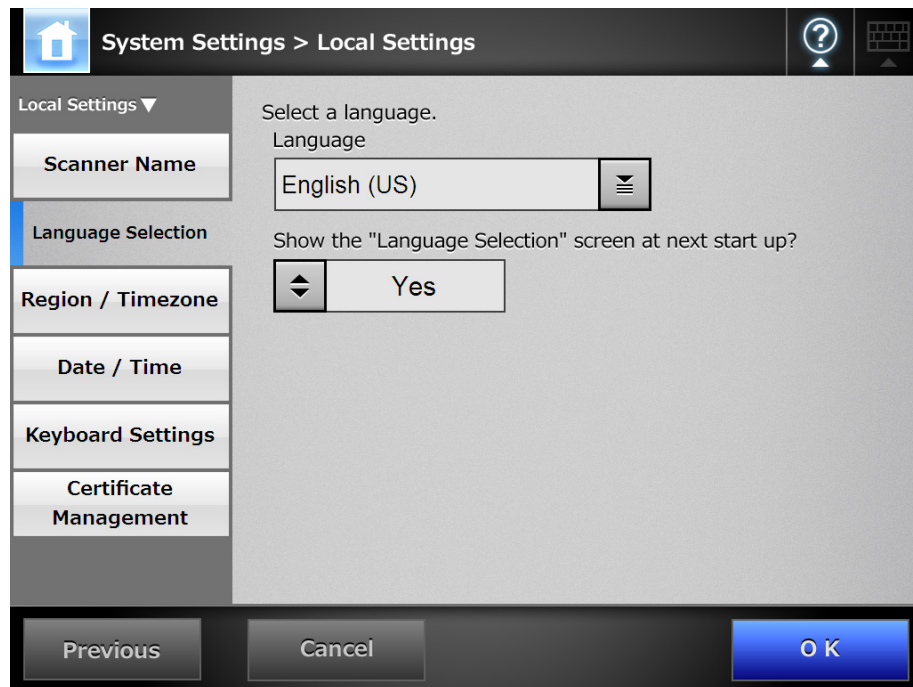 System Settings > Local Settings
Local Settings ▼
Scanner Name
Language Selection
Region / Timezone
Date / Time
Keyboard Settings
Certificate
Management
Select a language.
Language
English (US)
Show the "Language Selection" screen at next start up?
Yes
Previous
Cancel
OK